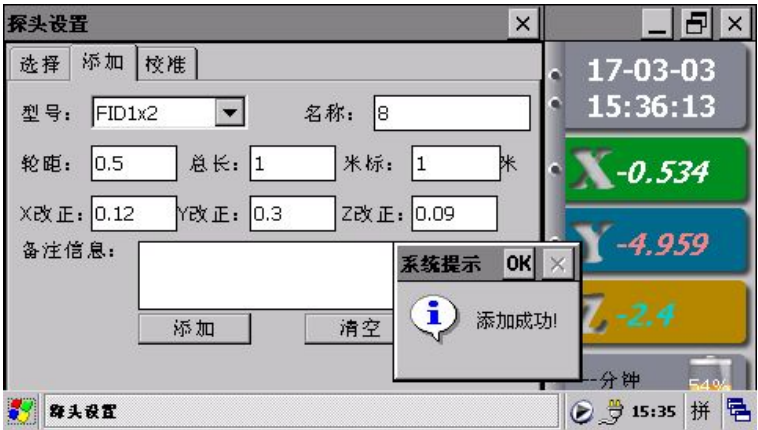 探头设置
选择 添加 校准
型号: FID1x2 名称: 8
轮距: 0.5 总长: 1 米标: 1 米
X改正: 0.12 Y改正: 0.3 Z改正: 0.09
备注信息:
添加 清空
系统提示 OK
添加成功!
17-03-03
15:36:13
X -0.534
Y -4.959
Z -2.4
--分钟 54%
探头设置 15:35 拼